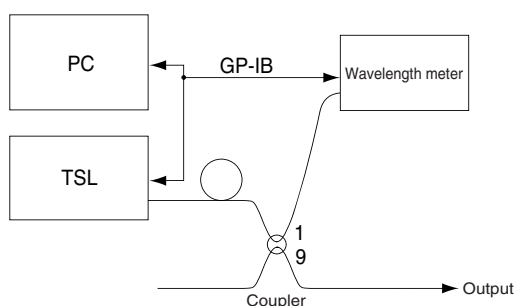 PC
GP-IB
Wavelength meter
TSL
1
9
Output
Coupler